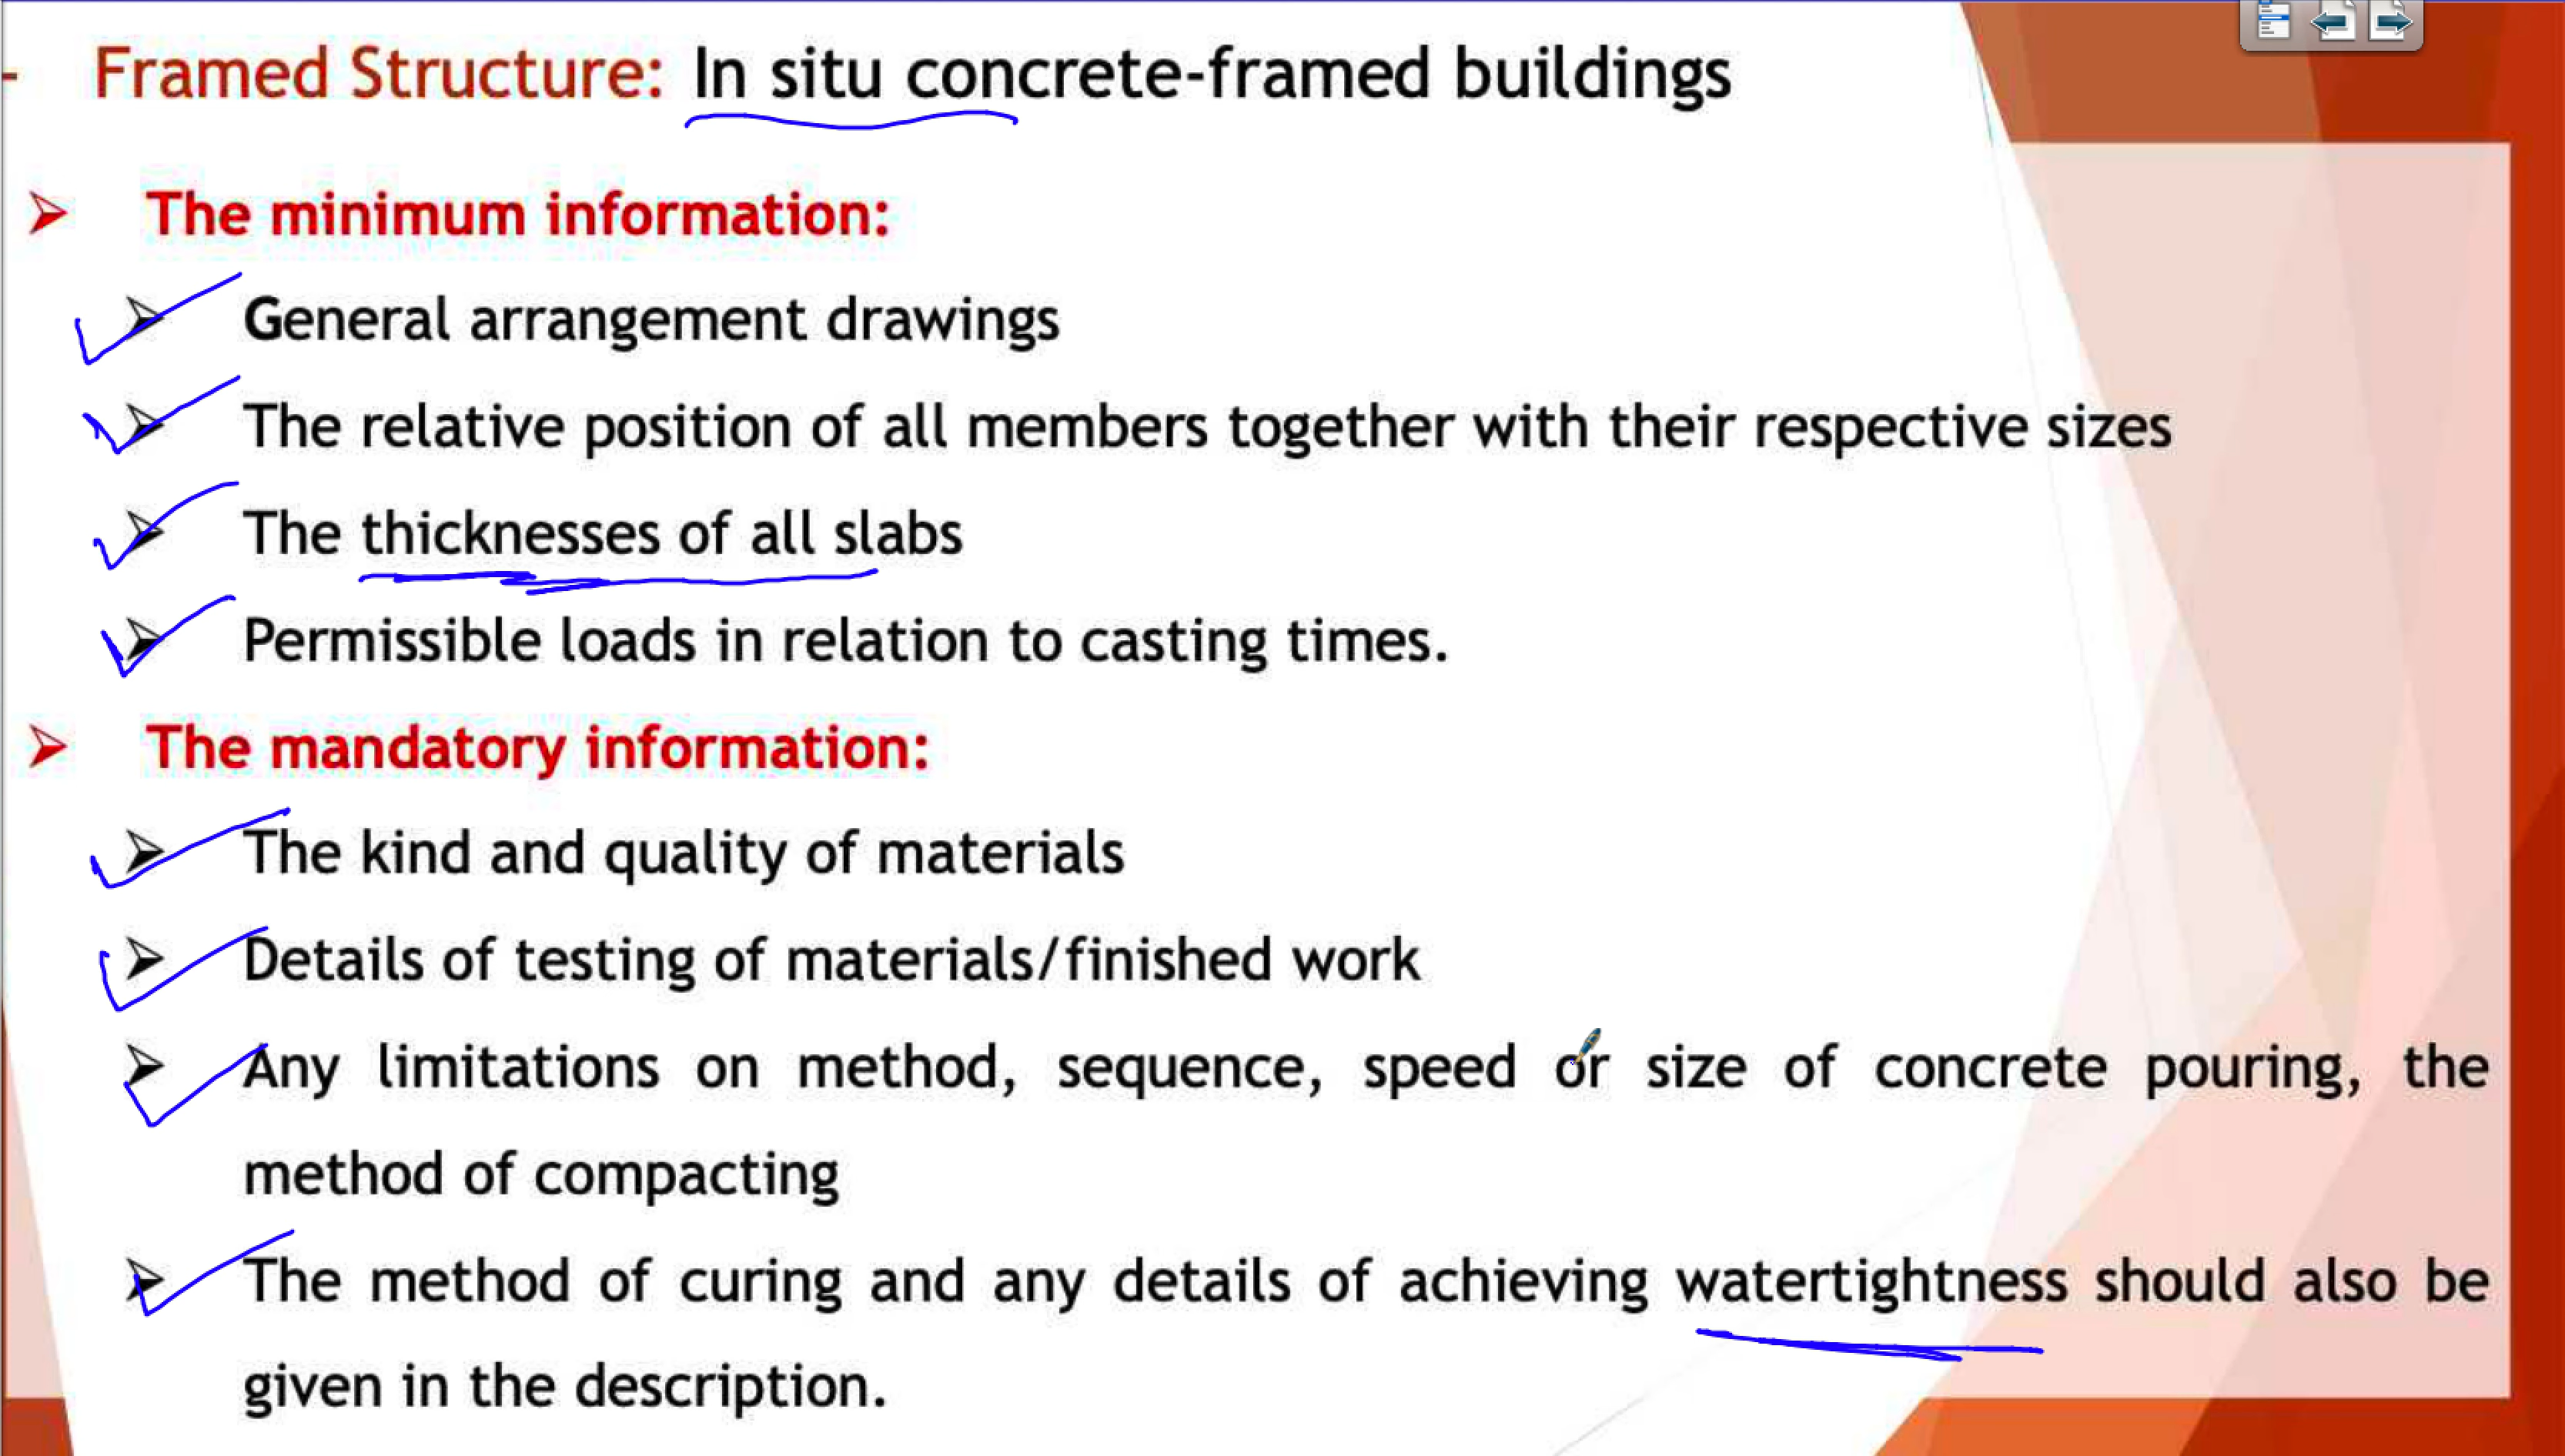 - Framed Structure: In situ concrete-framed buildings
The minimum information:
General arrangement drawings
The relative position of all members together with their respective sizes
The thicknesses of all slabs
Permissible loads in relation to casting times.
The mandatory information:
The kind and quality of materials
Details of testing of materials/finished work
Any limitations on method, sequence, speed or size of concrete pouring, the
method of compacting
The method of curing and any details of achieving watertightness should also be
given in the description.